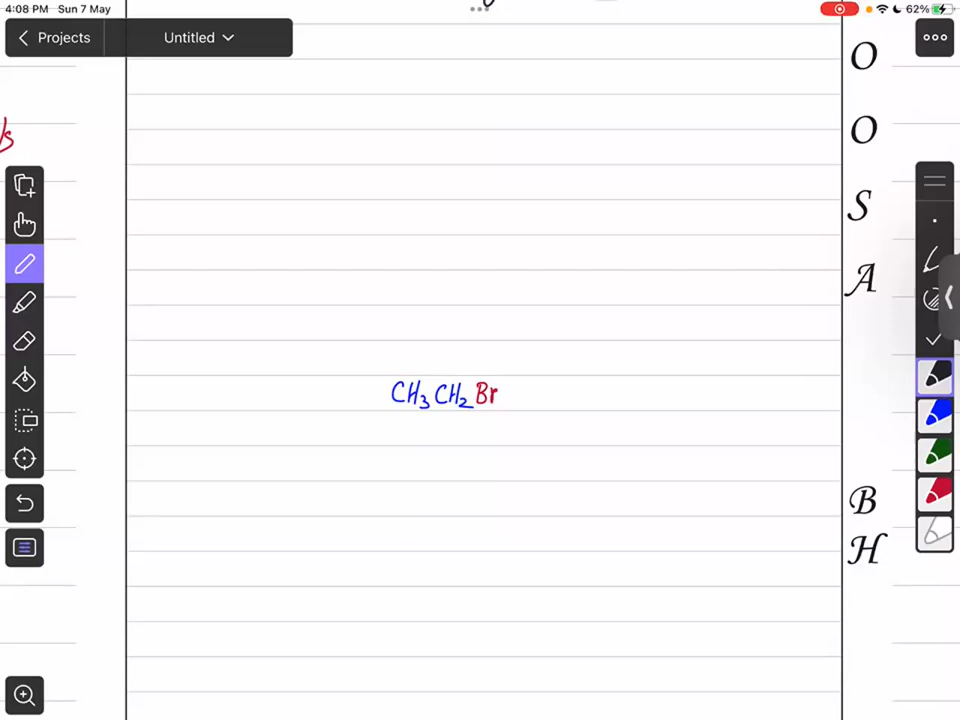 4:08 PM Sun 7 May
62%
Projects
Untitled
O
O
S
A
CH₃CH₂Br
B
H